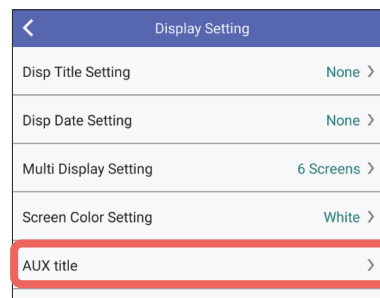 Display Setting
Disp Title Setting None
Disp Date Setting None
Multi Display Setting 6 Screens
Screen Color Setting White
AUX title